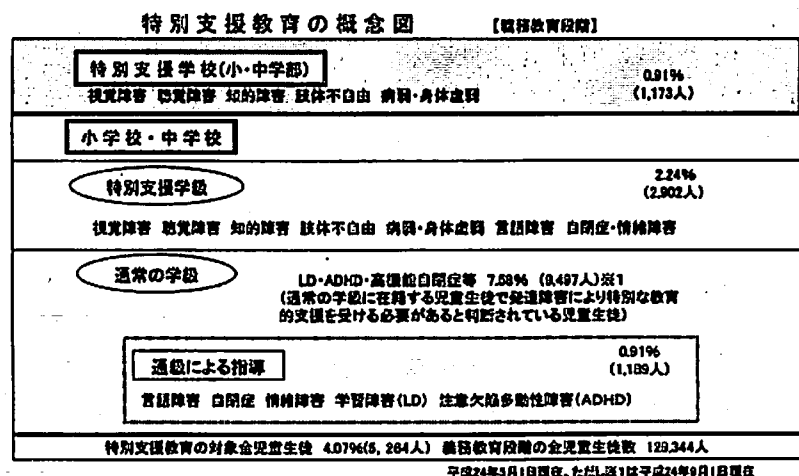 特別支援教育の概念図 【義務教育段階】
特別支援学校(小・中学部)
0.91%
(1,173人)
視覚障害 聴覚障害 知的障害 肢体不自由 病弱・身体虚弱
小学校・中学校
特別支援学級
2.24%
(2,902人)
視覚障害 聴覚障害 知的障害 肢体不自由 病弱・身体虚弱 言語障害 自閉症・情緒障害
通常の学級
LD・ADHD・高機能自閉症等 7.58% (9,497人)※1
(通常の学級に在籍する児童生徒で発達障害により特別な教育
的支援を受ける必要があると判断されている児童生徒)
通級による指導
0.91%
(1,189人)
言語障害 自閉症 情緒障害 学習障害(LD) 注意欠陥多動性障害(ADHD)
特別支援教育の対象全児童生徒 4.07%(5,264人) 義務教育段階の全児童生徒数 129,344人
平成24年5月1日現在、ただし※1は平成24年9月1日現在